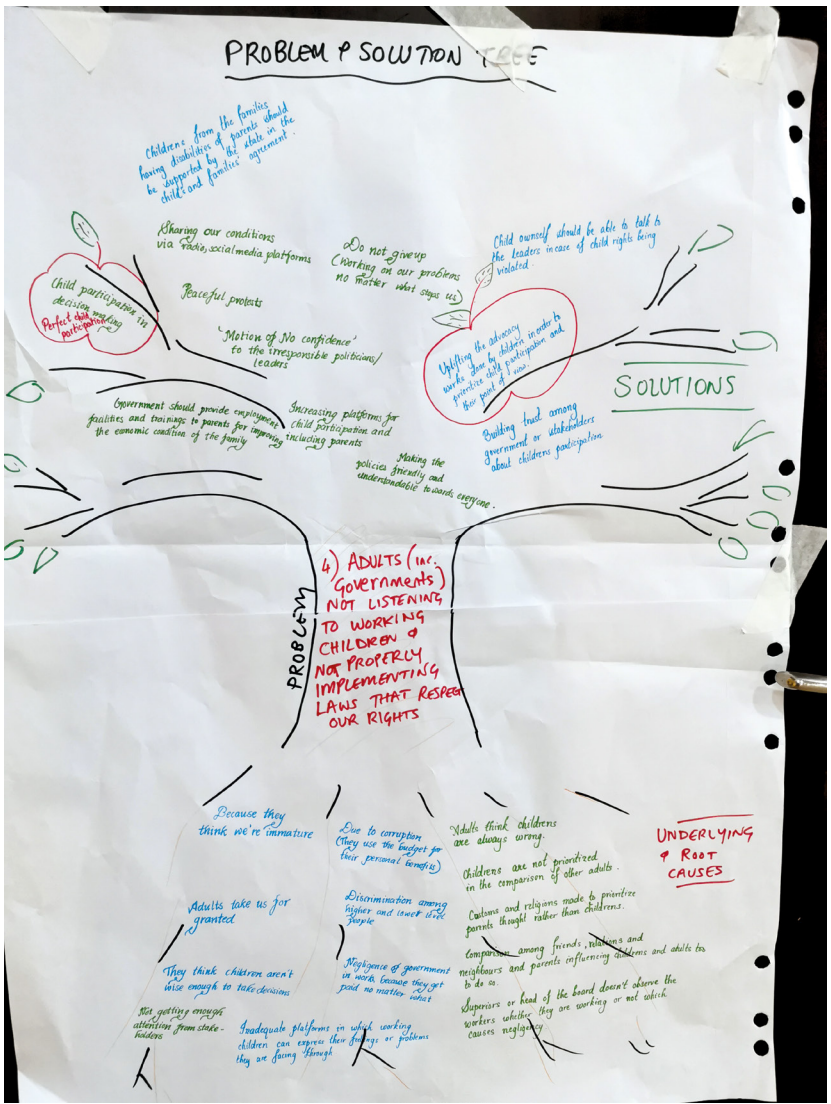 PROBLEM & SOLUTION TREE
Childrene from the families
having disabilities of parents should
be supported by the state in the
child's and families' agreement.
Sharing our conditions
via radio, social media platforms
Do not giveup
(Working on our problems
no matter what stops us)
Child ownself should be able to talk to
the leaders in case of child rights being
violated.
Child participation in
decision making
Perfect child
participation
Peaceful protests
'Motion of No confidence'
to the irresponsible politicians/
leaders
Uplifting the advocacy
works done by children in order to
prioritize child participation and
their point of view.
SOLUTIONS
Government should provide employment
facilities and trainings to parents for improving
the economic condition of the family
Increasing platforms for
child participation and
including parents
Building trust among
government or stakeholders
about childrens participation
Making the
policies friendly and
understandable towards everyone.
PROBLEM
4) ADULTS (inc.
Governments)
NOT LISTENING
TO WORKING
CHILDREN &
NOT PROPERLY
IMPLEMENTING
LAWS THAT RESPECT
OUR RIGHTS
UNDERLYING
& ROOT
CAUSES
Because they
think we're immature
Adults take us for
granted
They think children aren't
wise enough to take decisions
Not getting enough
attention from stake-
holders
Due to corruption
(They use the budget for
their personal benefits)
Discrimination among
higher and lower level
people
Negligence of government
in work because they get
paid no matter what
Inadequate platforms in which working
children can express their feelings or problems
they are facing through
Adults think childrens
are always wrong.
Childrens are not prioritized
in the comparison of other adults.
Customs and religions made to prioritize
parents thought rather than childrens.
Comparison among friends, relations and
neighbours and parents influencing childrens and adults too
to do so.
Superiors or head of the board doesn't observe the
workers whether they are working or not which
causes negligency